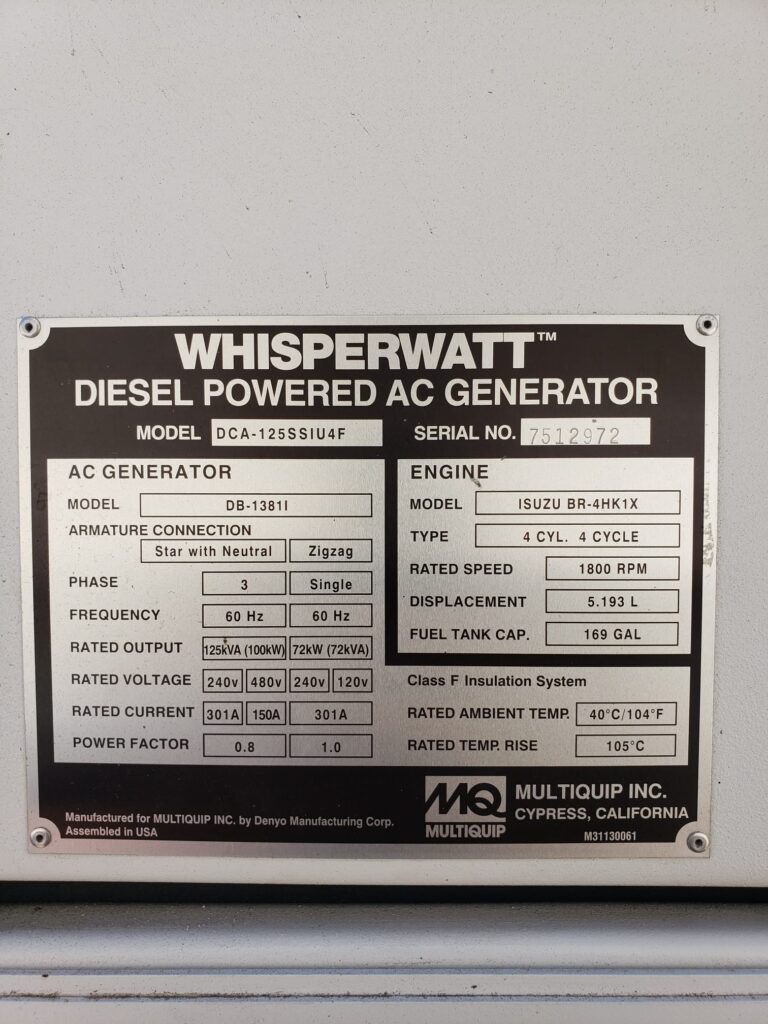 WHISPERWATT™
DIESEL POWERED AC GENERATOR
MODEL DCA-125SSIU4F SERIAL NO. 7512972
AC GENERATOR
MODEL DB-1381I
ARMATURE CONNECTION
Star with Neutral Zigzag
PHASE 3 Single
FREQUENCY 60 Hz 60 Hz
RATED OUTPUT 125kVA (100kW) 72kW (72kVA)
RATED VOLTAGE 240v 480v 240v 120v
RATED CURRENT 301A 150A 301A
POWER FACTOR 0.8 1.0
ENGINE
MODEL ISUZU BR-4HK1X
TYPE 4 CYL. 4 CYCLE
RATED SPEED 1800 RPM
DISPLACEMENT 5.193 L
FUEL TANK CAP. 169 GAL
Class F Insulation System
RATED AMBIENT TEMP. 40°C/104°F
RATED TEMP. RISE 105°C
Manufactured for MULTIQUIP INC. by Denyo Manufacturing Corp.
Assembled in USA
MQ
MULTIQUIP
MULTIQUIP INC.
CYPRESS, CALIFORNIA
M31130061